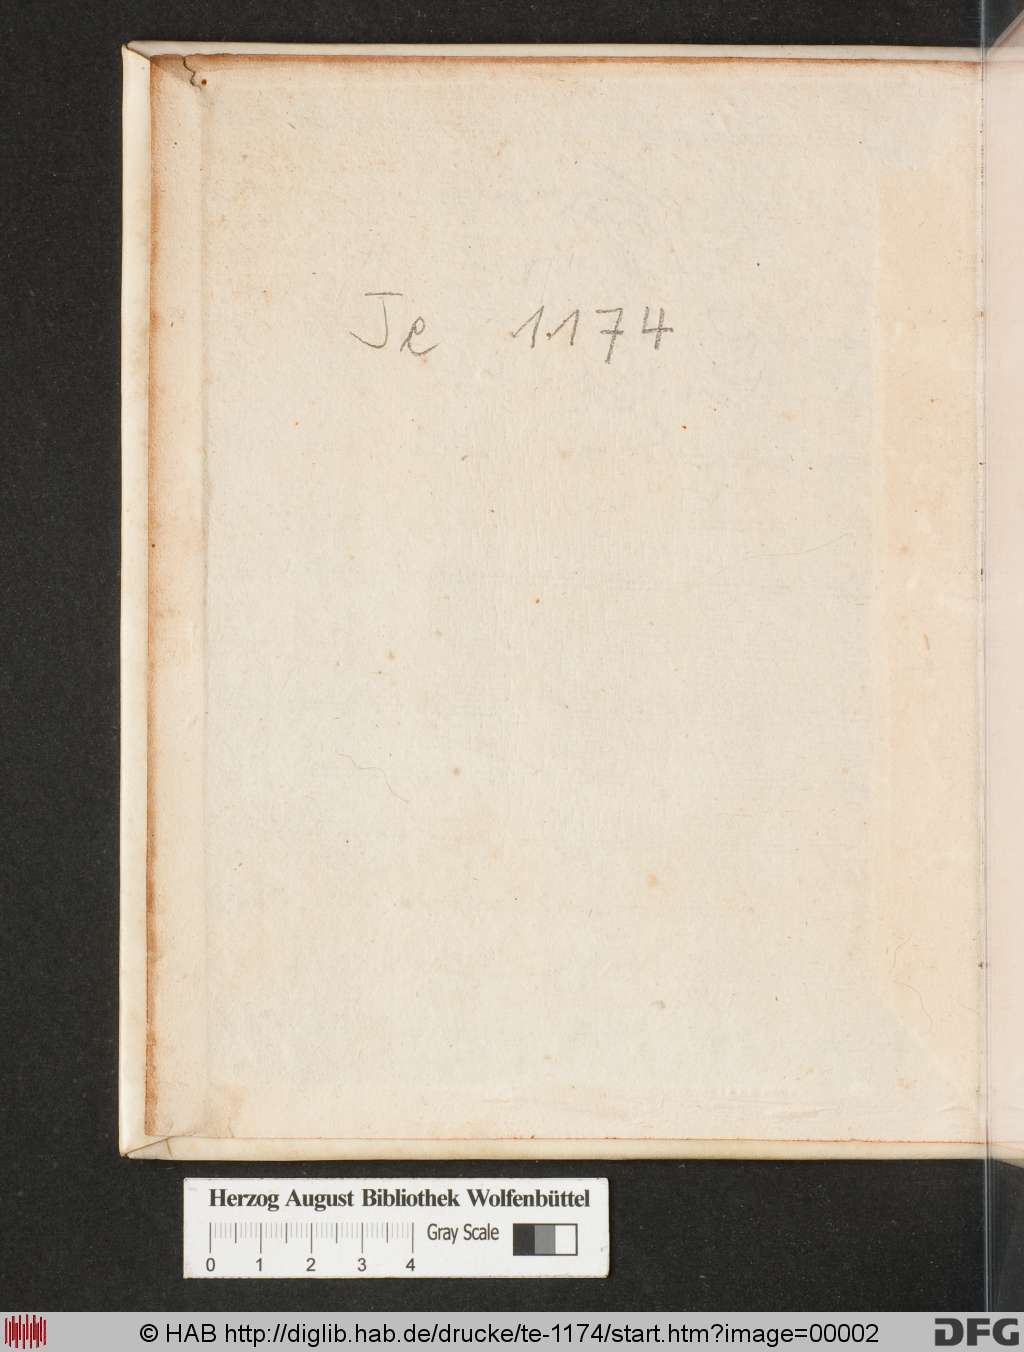 Te 1174
Herzog August Bibliothek Wolfenbüttel
Gray Scale
0 1 2 3 4
© HAB http://diglib.hab.de/drucke/te-1174/start.htm?image=00002
DFG